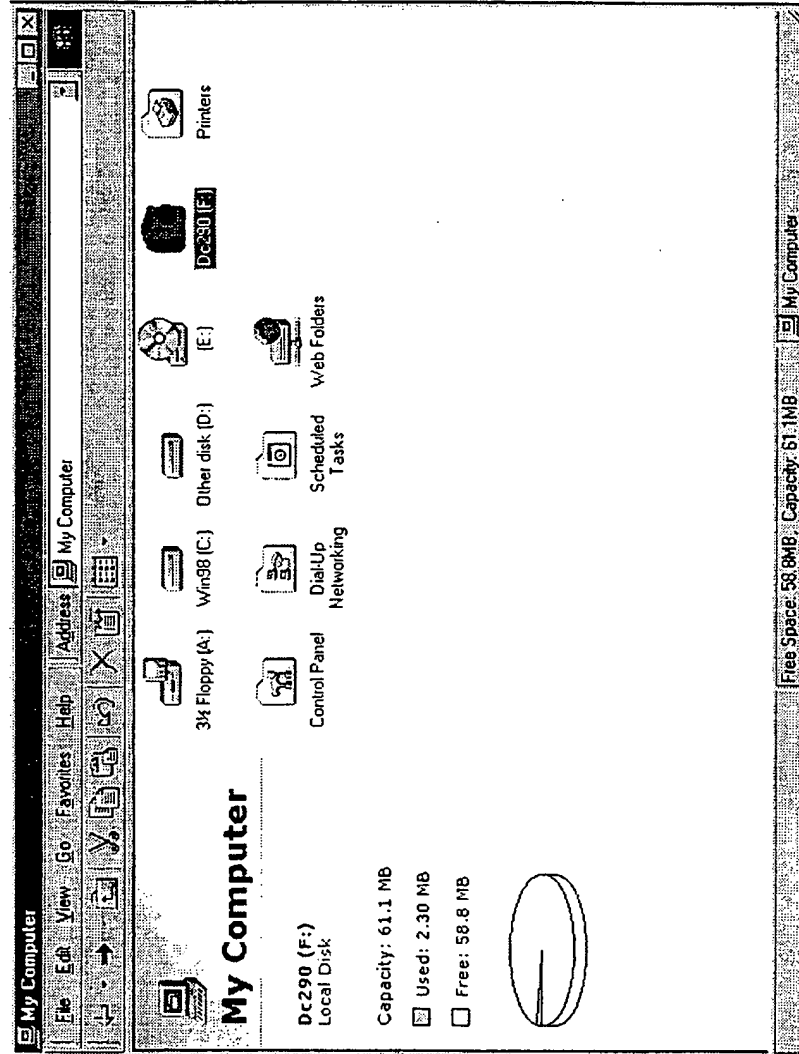 My Computer
File Edit View Go Favorites Help Address My Computer
3½ Floppy (A:) Win98 (C:) Other disk (D:) (E:) Dc290 (F:) Printers
Control Panel Dial-Up Networking Scheduled Tasks Web Folders
My Computer
Dc290 (F:)
Local Disk
Capacity: 61.1 MB
Used: 2.30 MB
Free: 58.8 MB
Free Space: 58.8MB, Capacity: 61.1MB My Computer